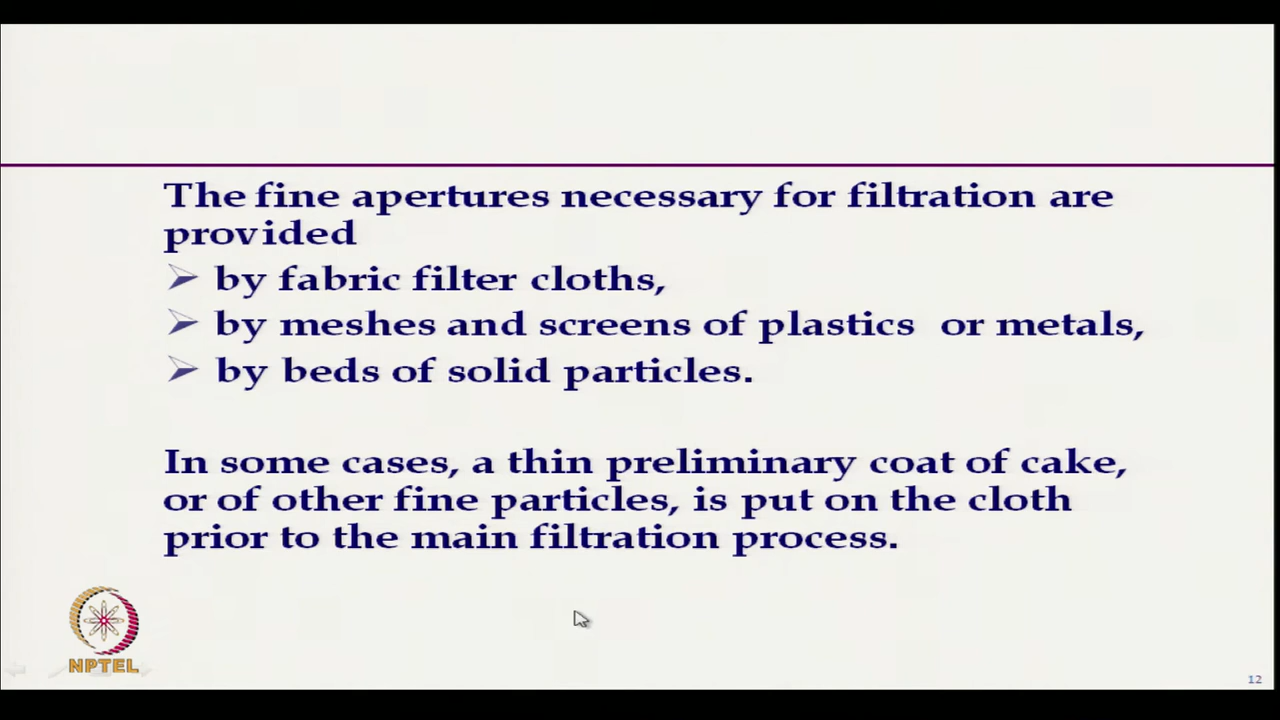 The fine apertures necessary for filtration are
provided
➢ by fabric filter cloths,
➢ by meshes and screens of plastics or metals,
➢ by beds of solid particles.
In some cases, a thin preliminary coat of cake,
or of other fine particles, is put on the cloth
prior to the main filtration process.
NPTEL
12